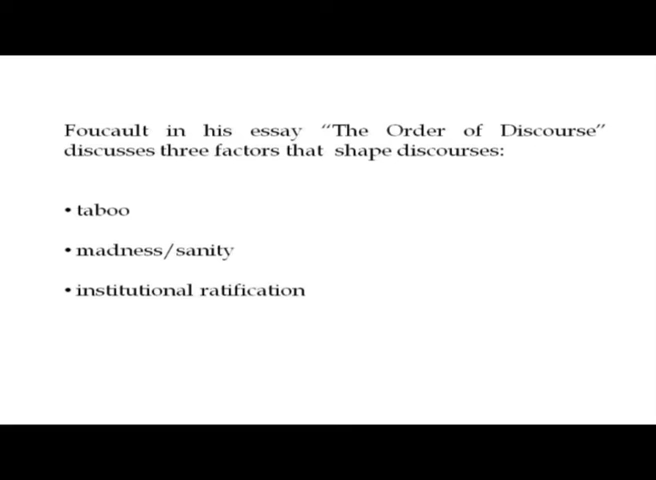 Foucault in his essay “The Order of Discourse”
discusses three factors that shape discourses:
• taboo
• madness/sanity
• institutional ratification